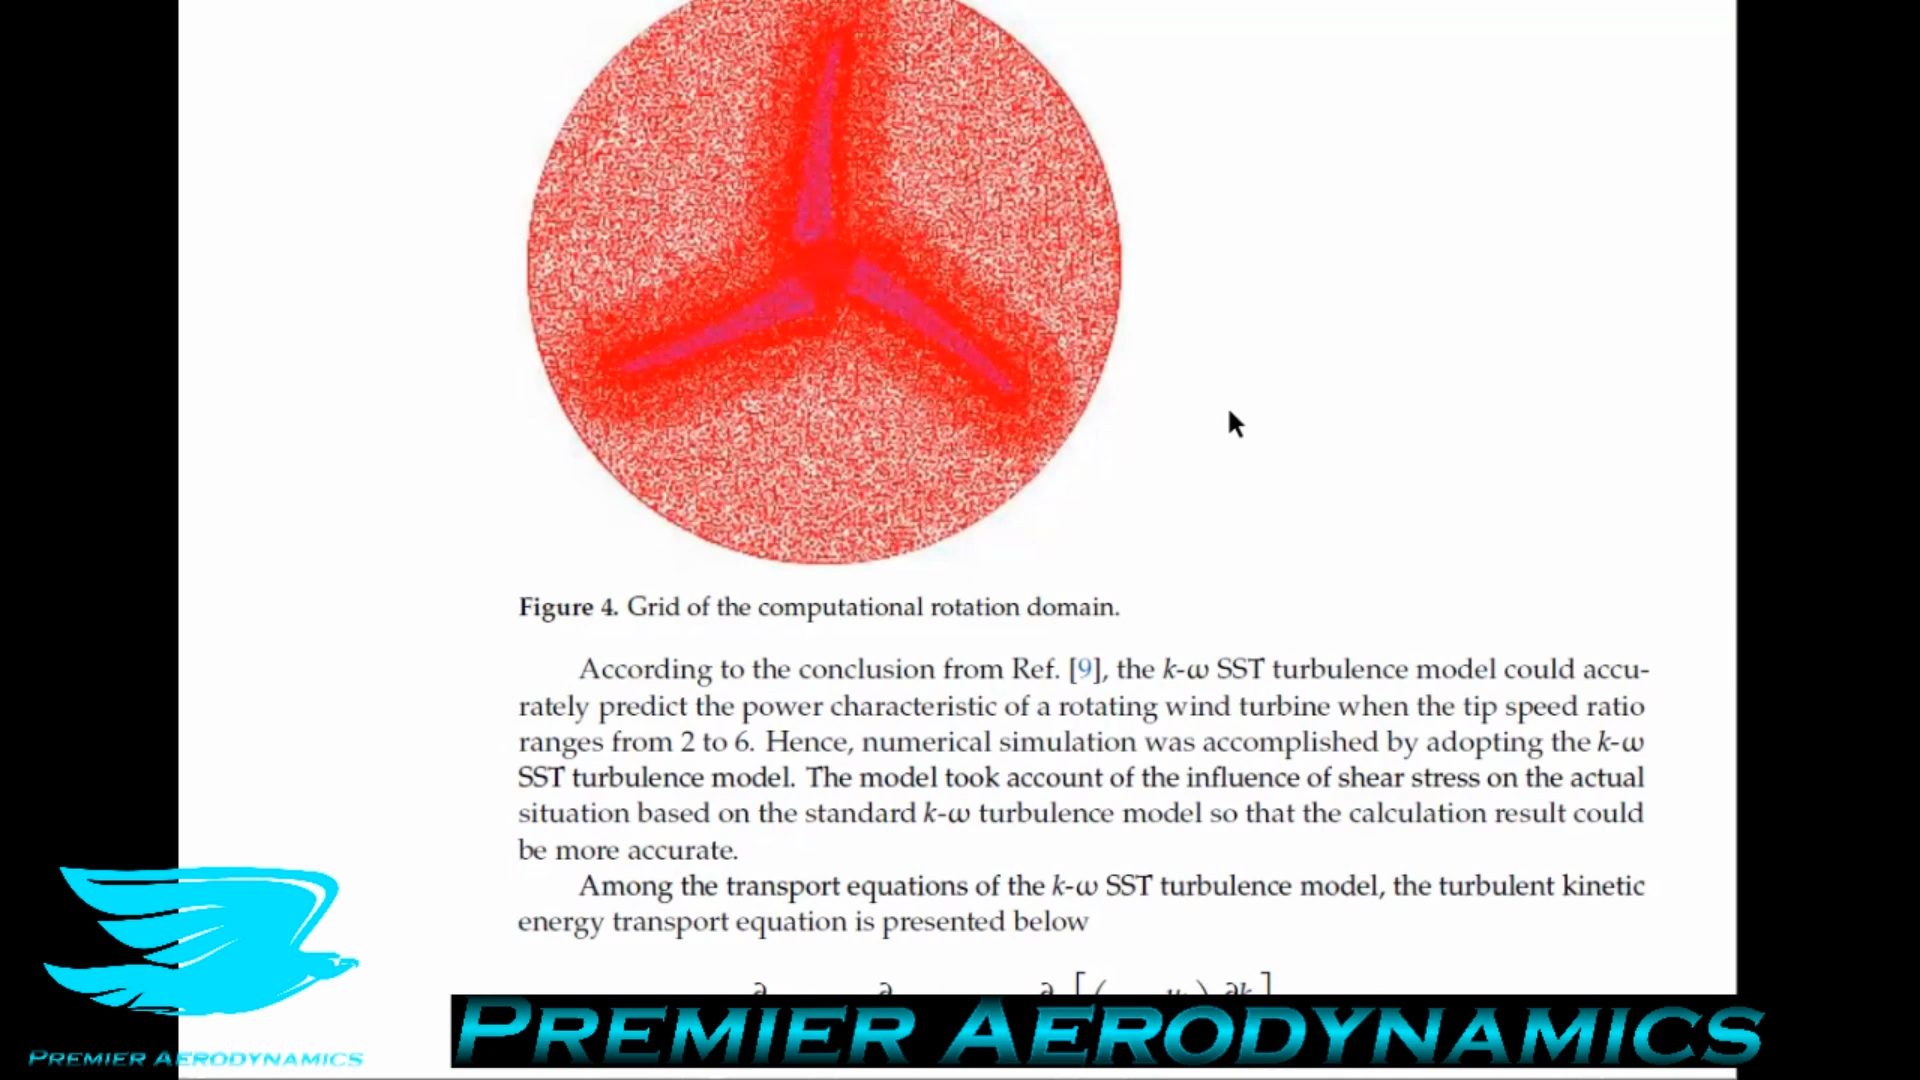 Figure 4. Grid of the computational rotation domain.
According to the conclusion from Ref. [9], the k-ω SST turbulence model could accu-
rately predict the power characteristic of a rotating wind turbine when the tip speed ratio
ranges from 2 to 6. Hence, numerical simulation was accomplished by adopting the k-ω
SST turbulence model. The model took account of the influence of shear stress on the actual
situation based on the standard k-ω turbulence model so that the calculation result could
be more accurate.
Among the transport equations of the k-ω SST turbulence model, the turbulent kinetic
energy transport equation is presented below
PREMIER AERODYNAMICS
PREMIER AERODYNAMICS